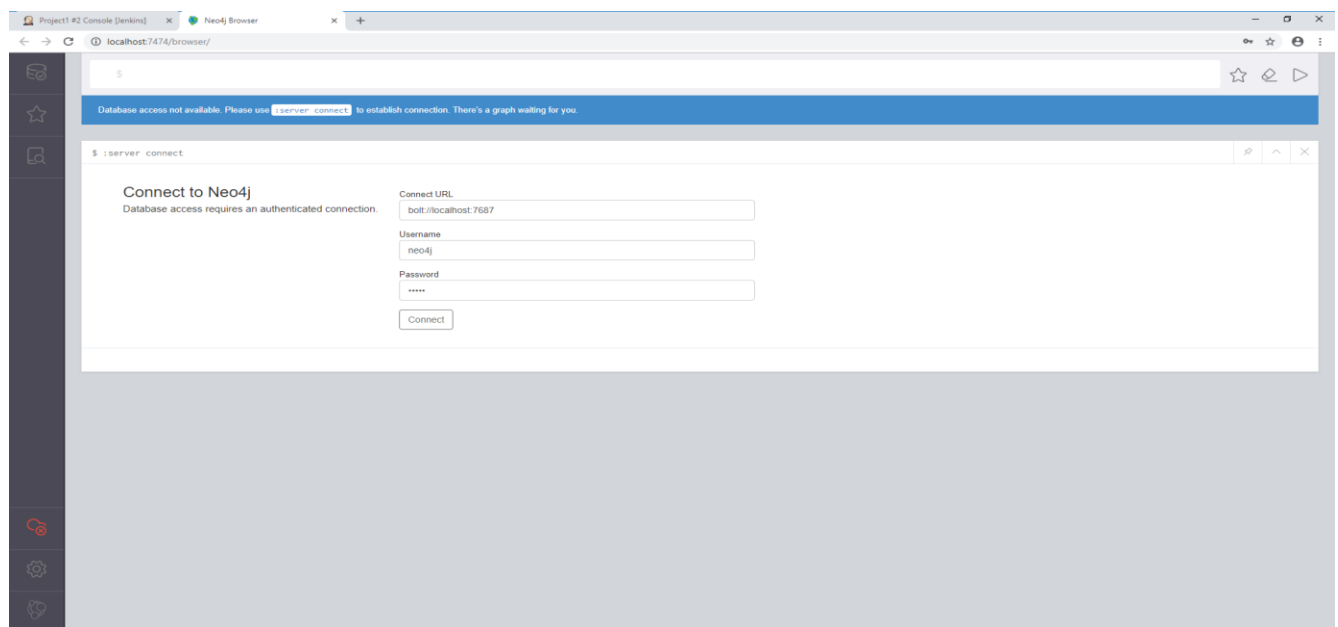 Project1 #2 Console [Jenkins]
Neo4j Browser
localhost:7474/browser/
$
Database access not available. Please use :server connect to establish connection. There's a graph waiting for you.
$ :server connect
Connect to Neo4j
Database access requires an authenticated connection.
Connect URL
bolt://localhost:7687
Username
neo4j
Password
•••••
Connect